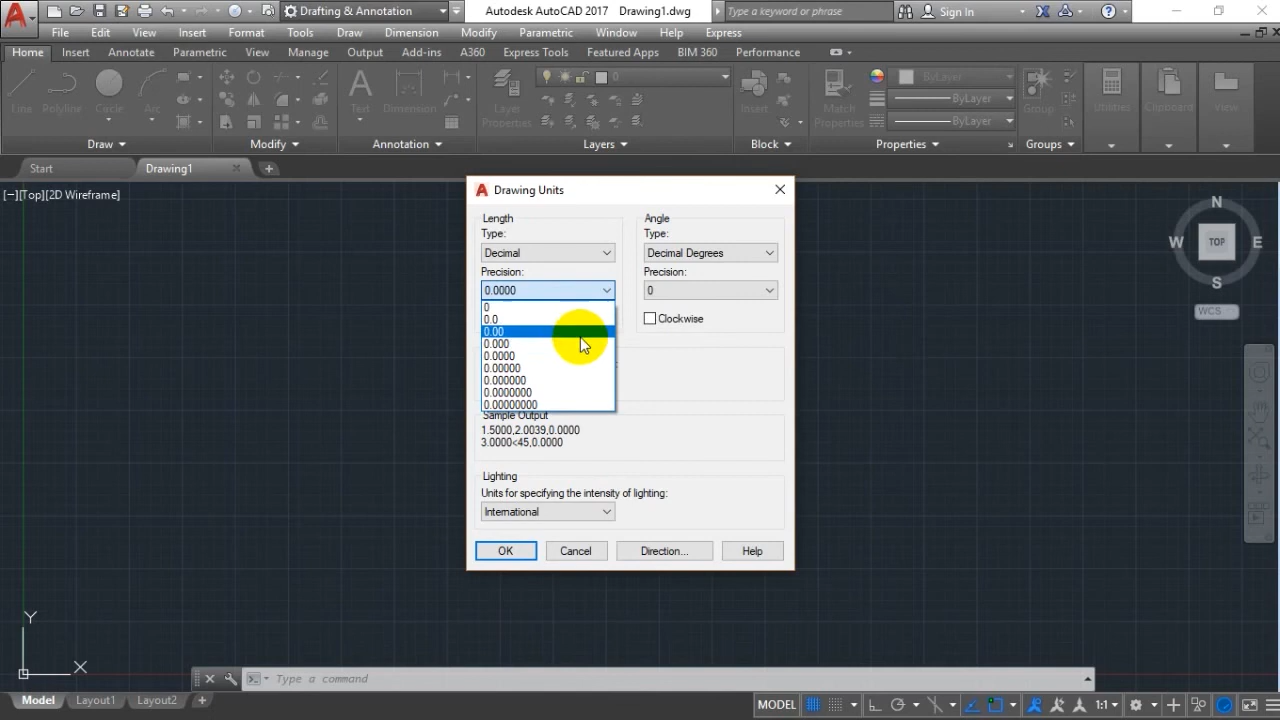 Drafting & Annotation
Autodesk AutoCAD 2017 Drawing1.dwg
Type a keyword or phrase
Sign In
File Edit View Insert Format Tools Draw Dimension Modify Parametric Window Help Express
Home Insert Annotate Parametric View Manage Output Add-ins A360 Express Tools Featured Apps BIM 360 Performance
Line Polyline Circle Arc
Text Dimension
Layer Properties
0
Insert
Match Properties
ByLayer
ByLayer
ByLayer
Group
Utilities Clipboard View
Draw Modify Annotation Layers Block Properties Groups
Start Drawing1
[−][Top][2D Wireframe]
N
W TOP E
S
WCS
Drawing Units
Length
Type:
Decimal
Precision:
0.0000
0
0.0
0.00
0.000
0.0000
0.00000
0.000000
0.0000000
0.00000000
Angle
Type:
Decimal Degrees
Precision:
0
Clockwise
Sample Output
1.5000,2.0039,0.0000
3.0000<45,0.0000
Lighting
Units for specifying the intensity of lighting:
International
OK Cancel Direction... Help
Y
X
Type a command
Model Layout1 Layout2
MODEL
1:1